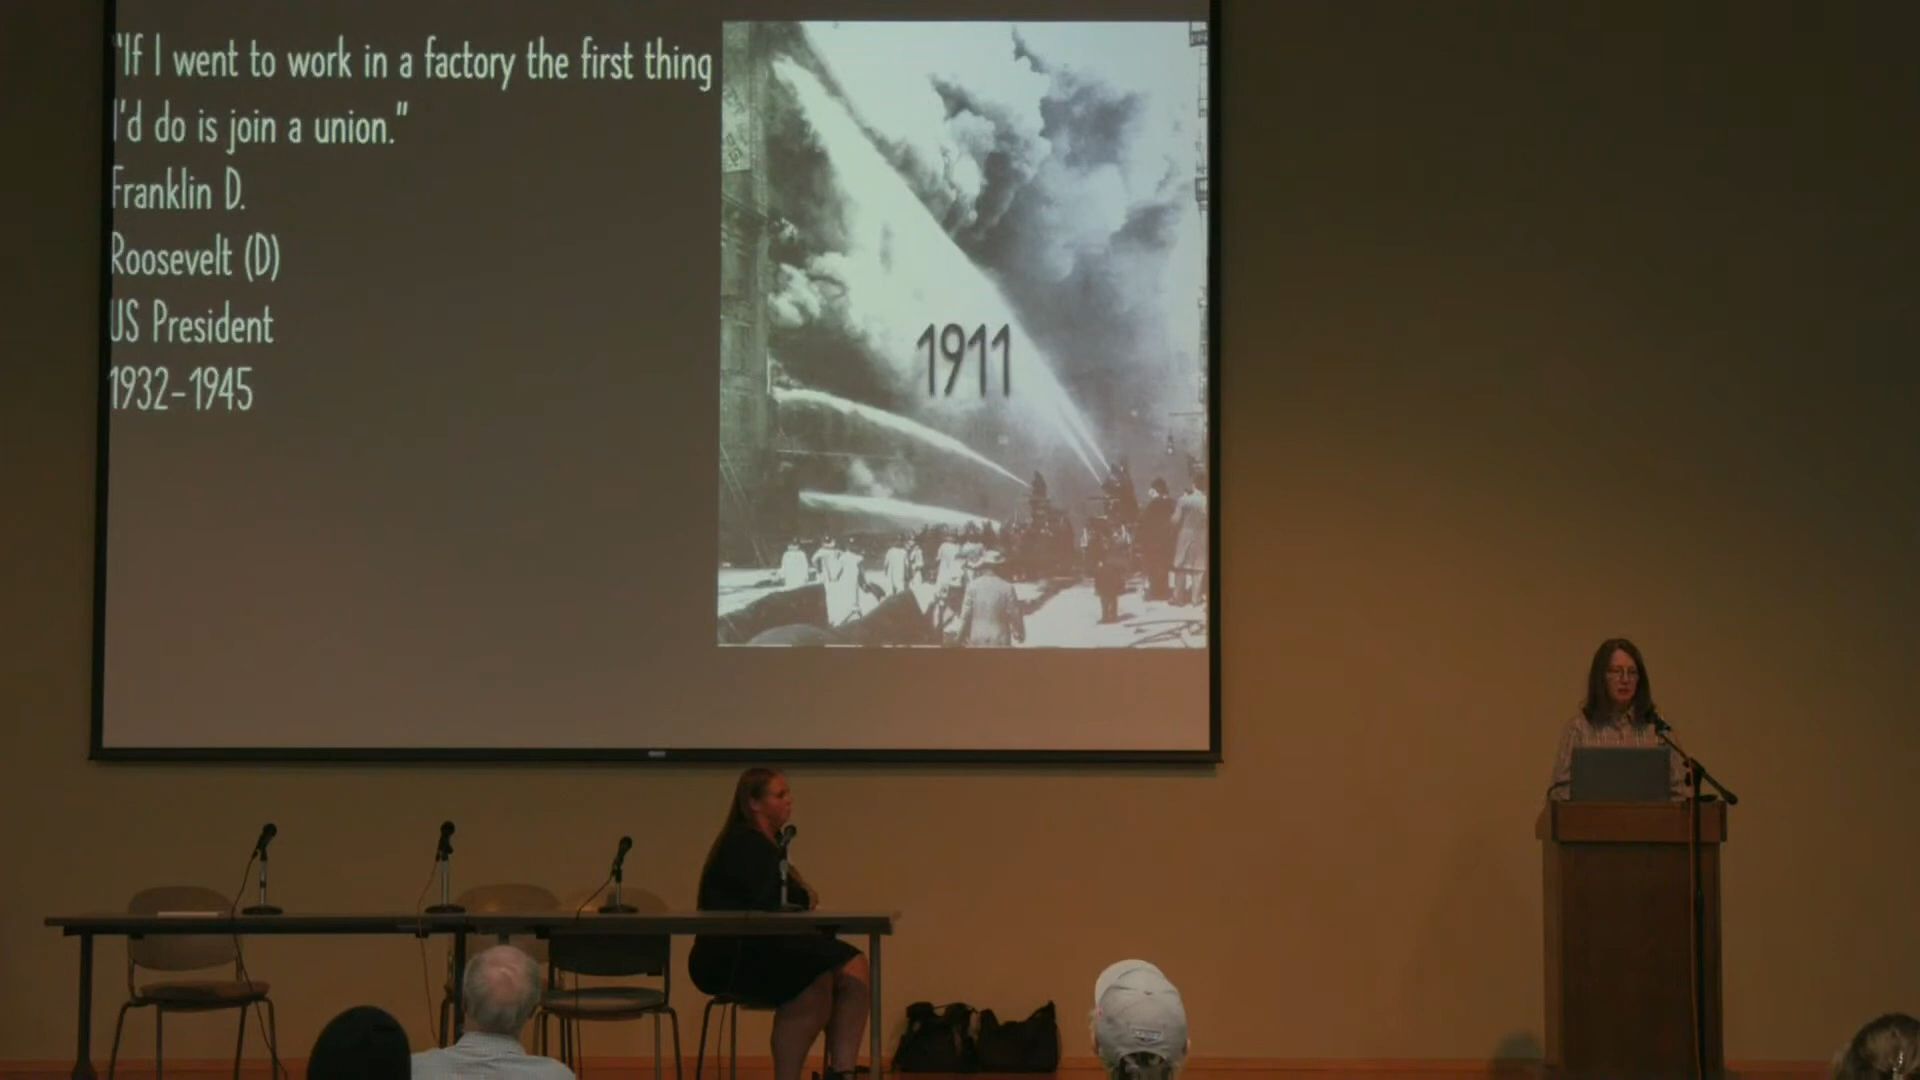 "If I went to work in a factory the first thing
I'd do is join a union."
Franklin D.
Roosevelt (D)
US President
1932-1945
1911